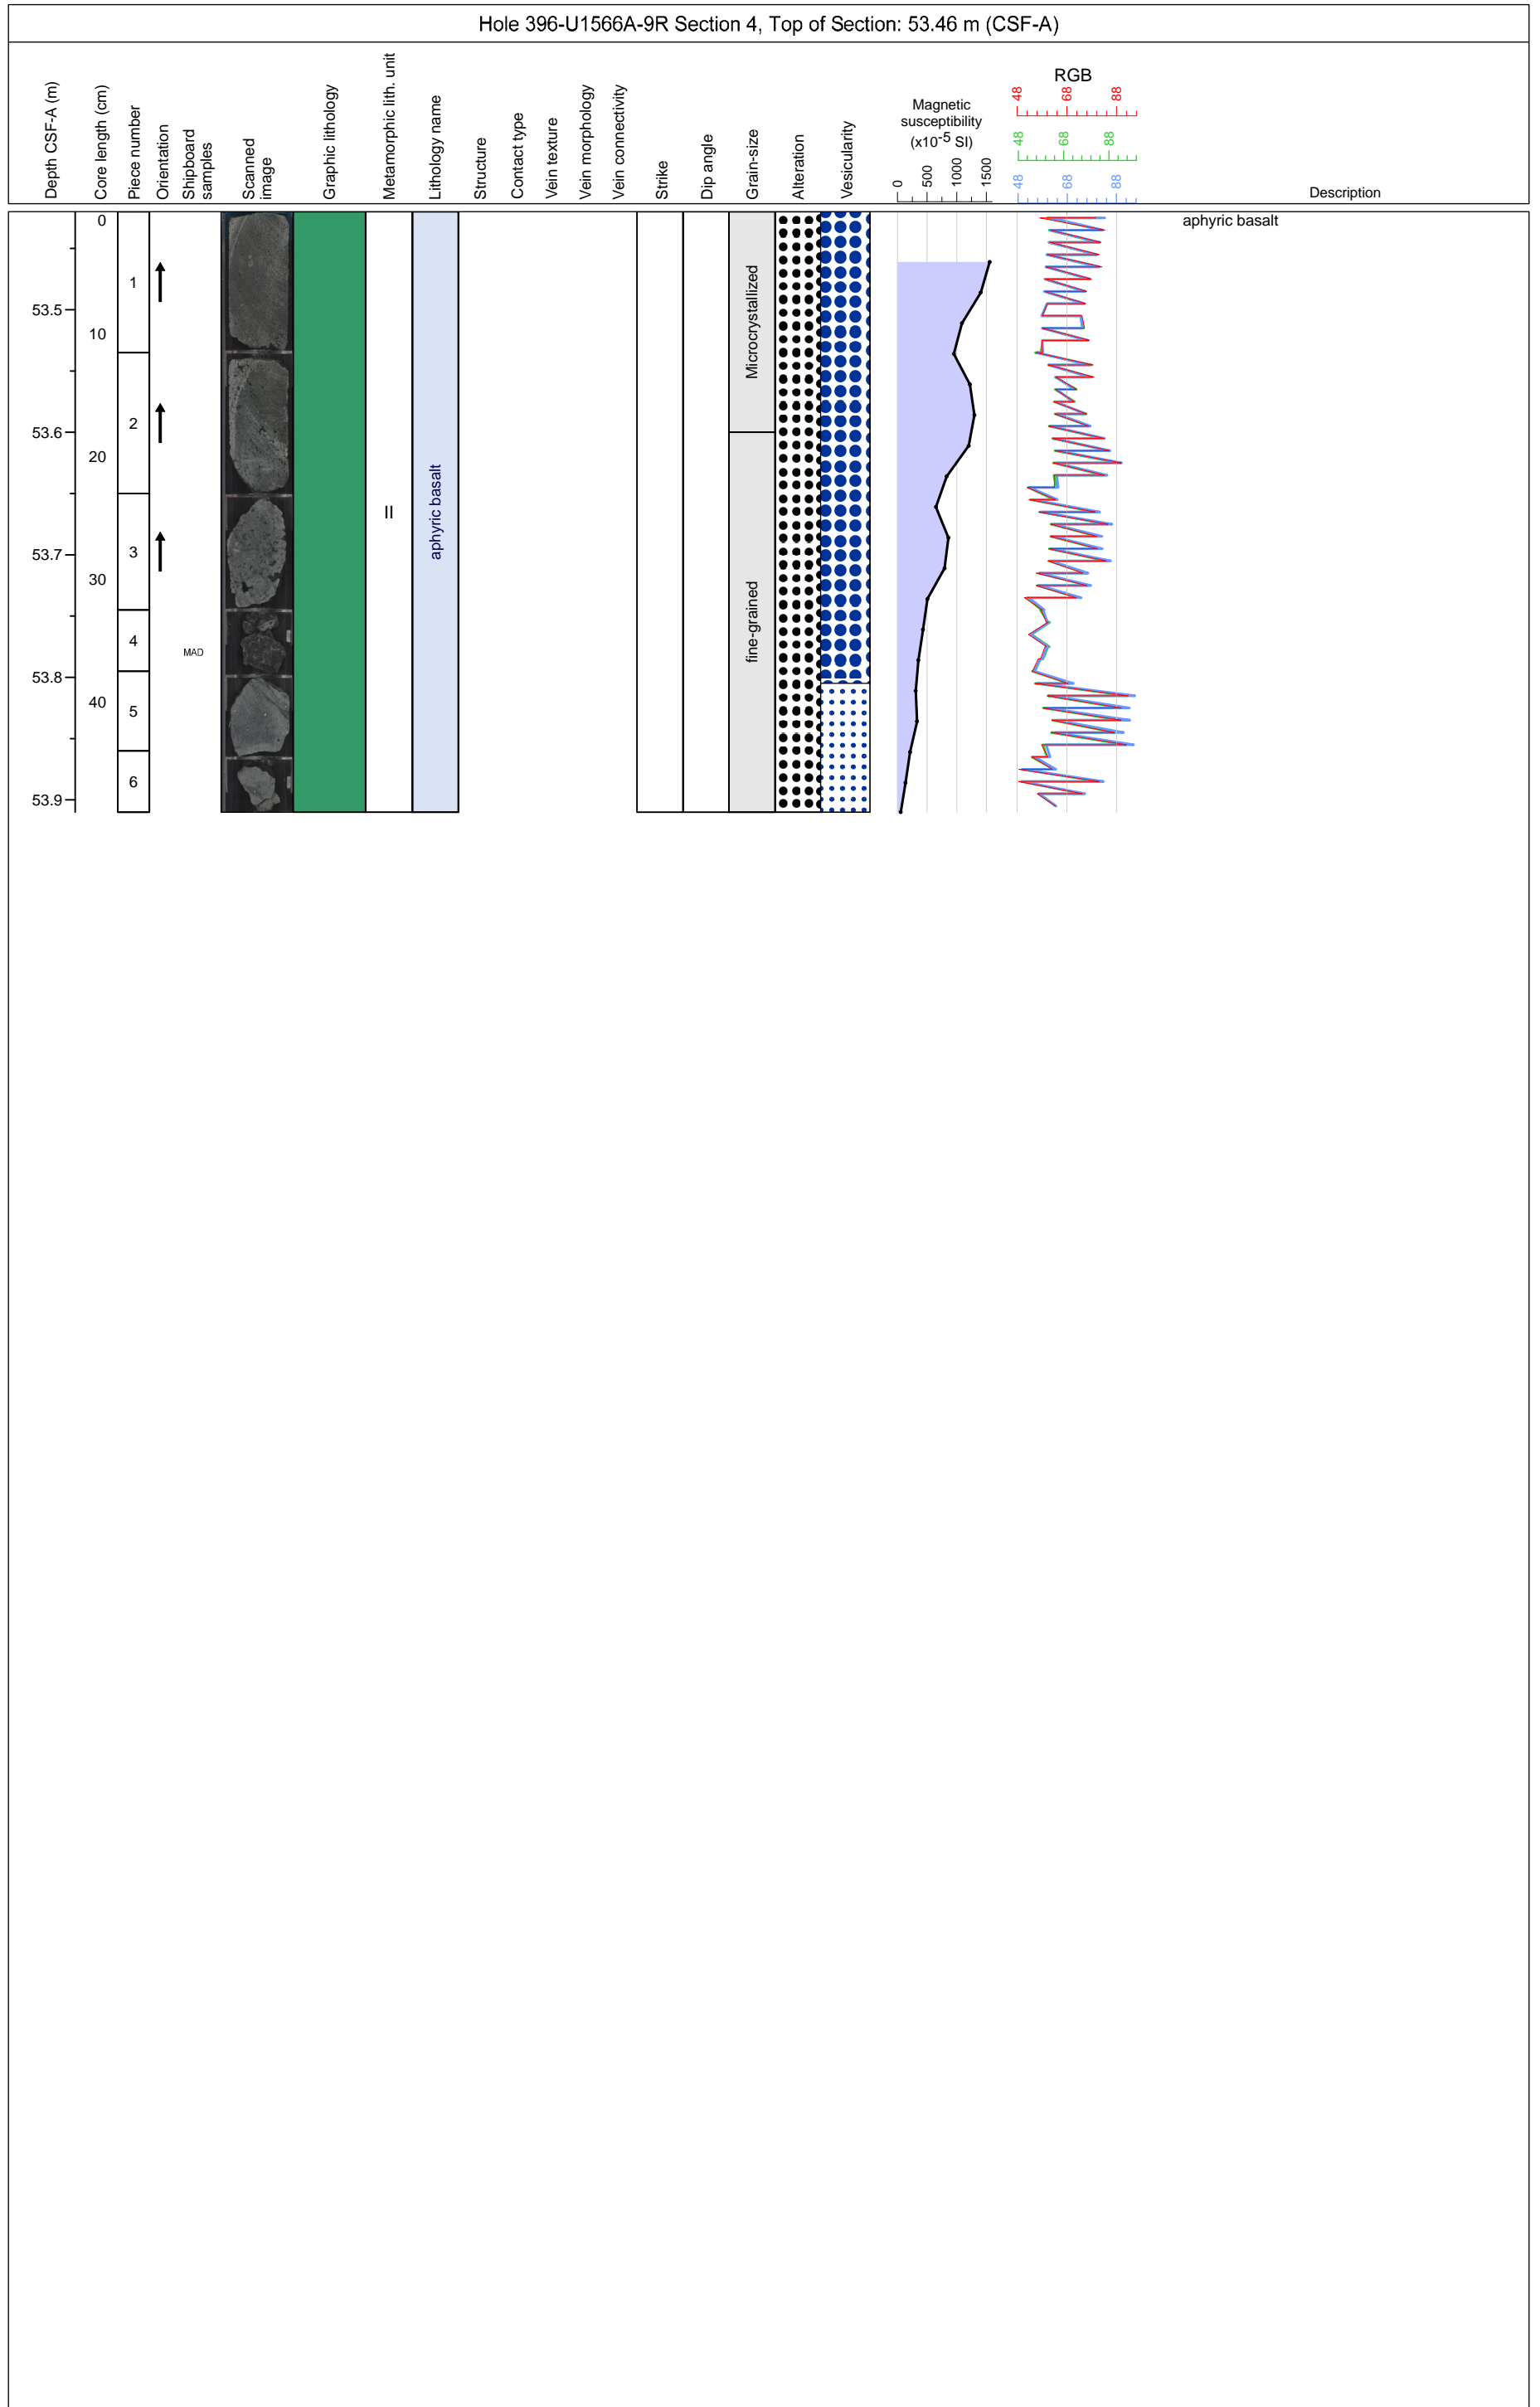 Hole 396-U1566A-9R Section 4, Top of Section: 53.46 m (CSF-A)
Depth CSF-A (m)
Core length (cm)
Piece number
Orientation
Shipboard
samples
Scanned
image
Graphic lithology
Metamorphic lith. unit
Lithology name
Structure
Contact type
Vein texture
Vein morphology
Vein connectivity
Strike
Dip angle
Grain-size
Alteration
Vesicularity
Magnetic
susceptibility
(x10-5 SI)
0
500
1000
1500
RGB
48
68
88
48
68
88
48
68
88
Description
53.5
53.6
53.7
53.8
53.9
0
10
20
30
40
1
2
3
4
5
6
MAD
II
aphyric basalt
Microcrystallized
fine-grained
aphyric basalt